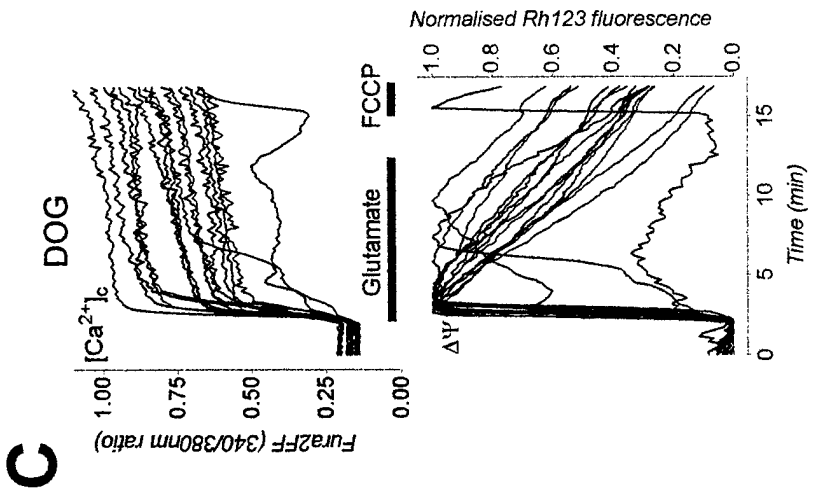 C
DOG
[Ca2+]c
1.00
0.75
0.50
0.25
0.00
Fura2FF (340/380nm ratio)
Glutamate
FCCP
Normalised Rh123 fluorescence
1.0
0.8
0.6
0.4
0.2
0.0
ΔΨ
0
5
10
15
Time (min)